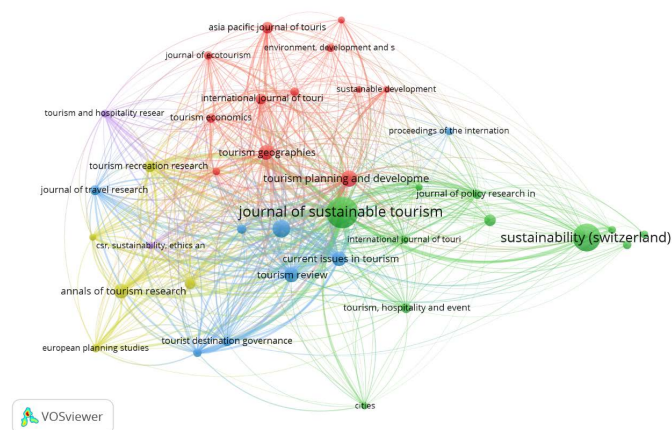 asia pacific journal of touris
journal of ecotourism
environment, development and s
international journal of touri
sustainable development
tourism and hospitality resear
tourism economics
proceedings of the internation
tourism geographies
tourism recreation research
tourism planning and developme
journal of travel research
journal of policy research in
journal of sustainable tourism
csr, sustainability, ethics an
international journal of touri
sustainability (switzerland)
current issues in tourism
tourism review
annals of tourism research
tourism, hospitality and event
tourist destination governance
european planning studies
cities
VOSviewer